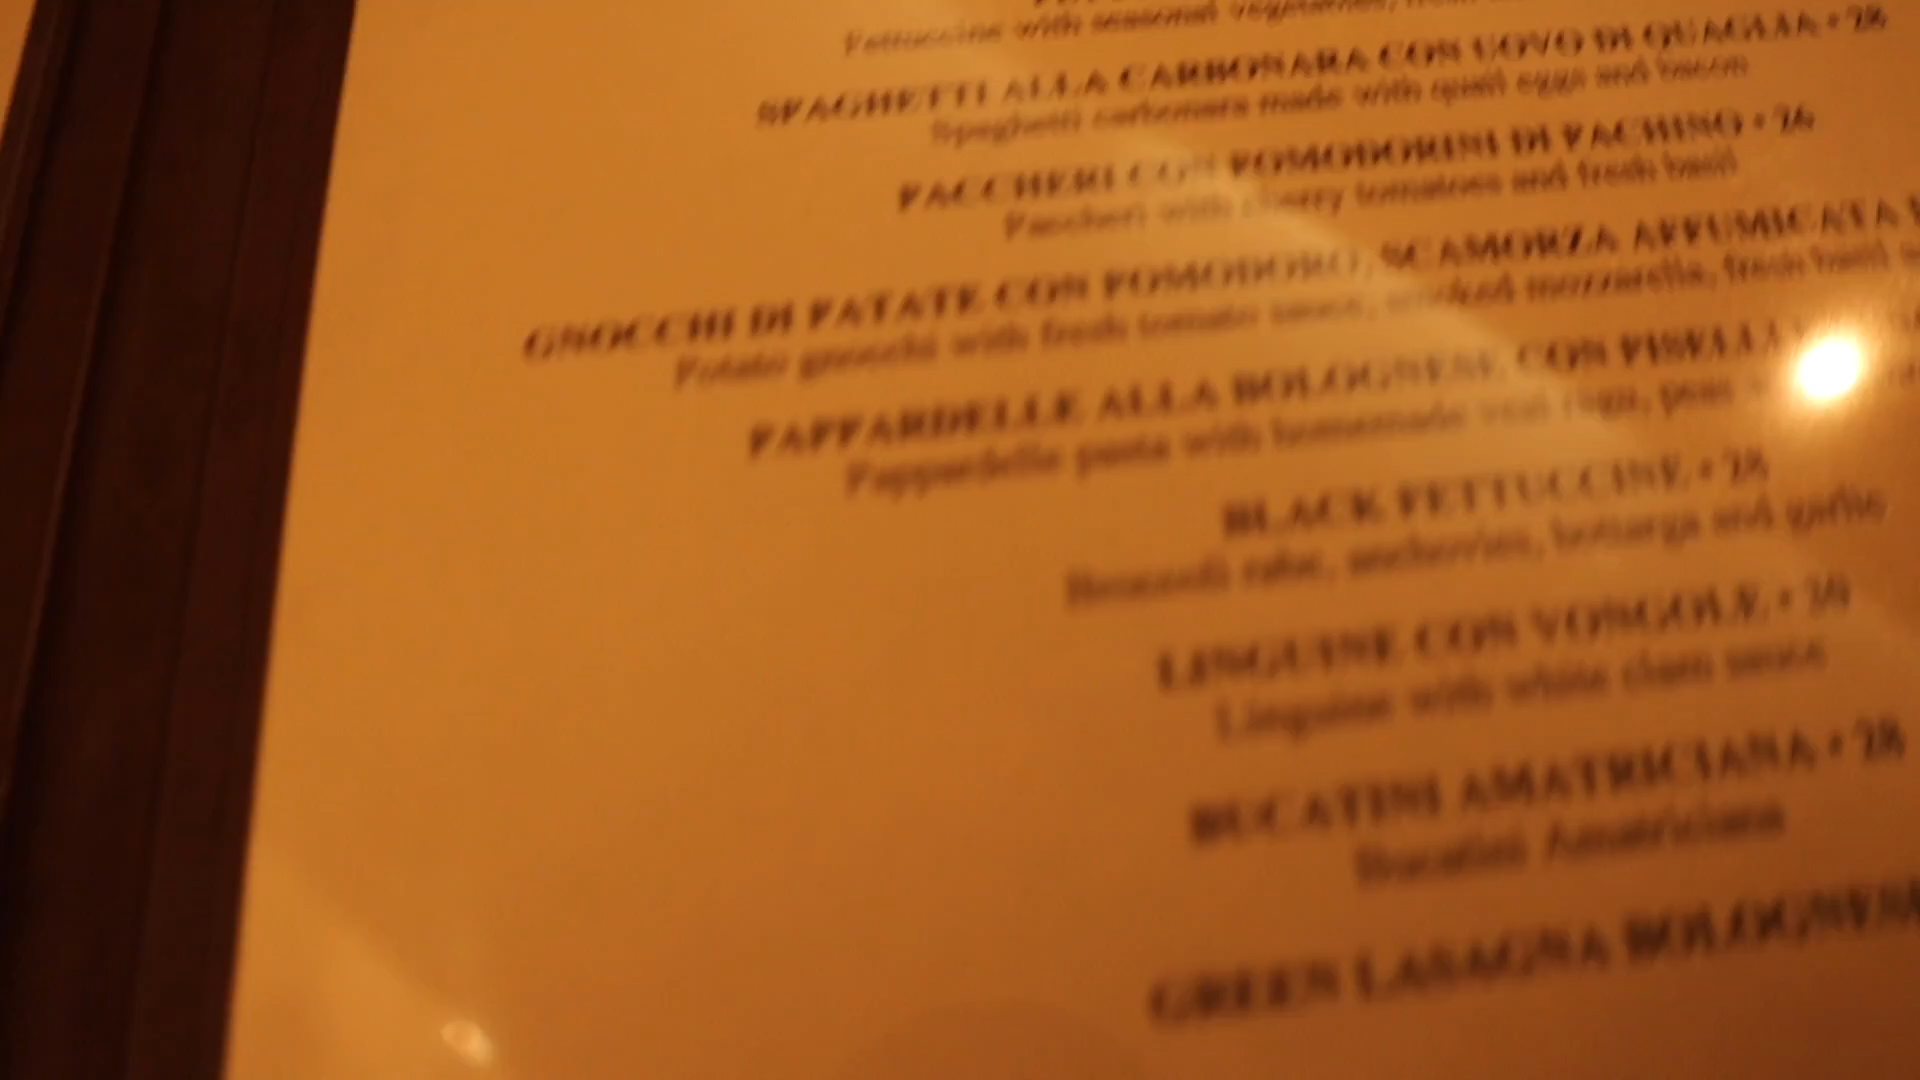 Fettuccine with seasonal vegetables,
SPAGHETTI ALLA CARBONARA CON UOVO DI QUAGLIA • 28
Spaghetti carbonara made with quail eggs and bacon
PACCHERI CON POMODORINI DI PACHINO • 26
Paccheri with cherry tomatoes and fresh basil
GNOCCHI DI PATATE CON POMODORO, SCAMORZA AFFUMICATA
Potato gnocchi with fresh tomato sauce, smoked mozzarella, fresh basil
PAPPARDELLE ALLA BOLOGNESE CON PISELLI
Pappardelle pasta with homemade veal ragu, peas
BLACK FETTUCCINE • 28
Broccoli rabe, anchovies, bottarga and garlic
LINGUINE CON VONGOLE •
Linguine with white clam sauce
BUCATINI AMATRICIANA • 28
Bucatini Amatriciana
GREEN LASAGNA BOLOGNESE